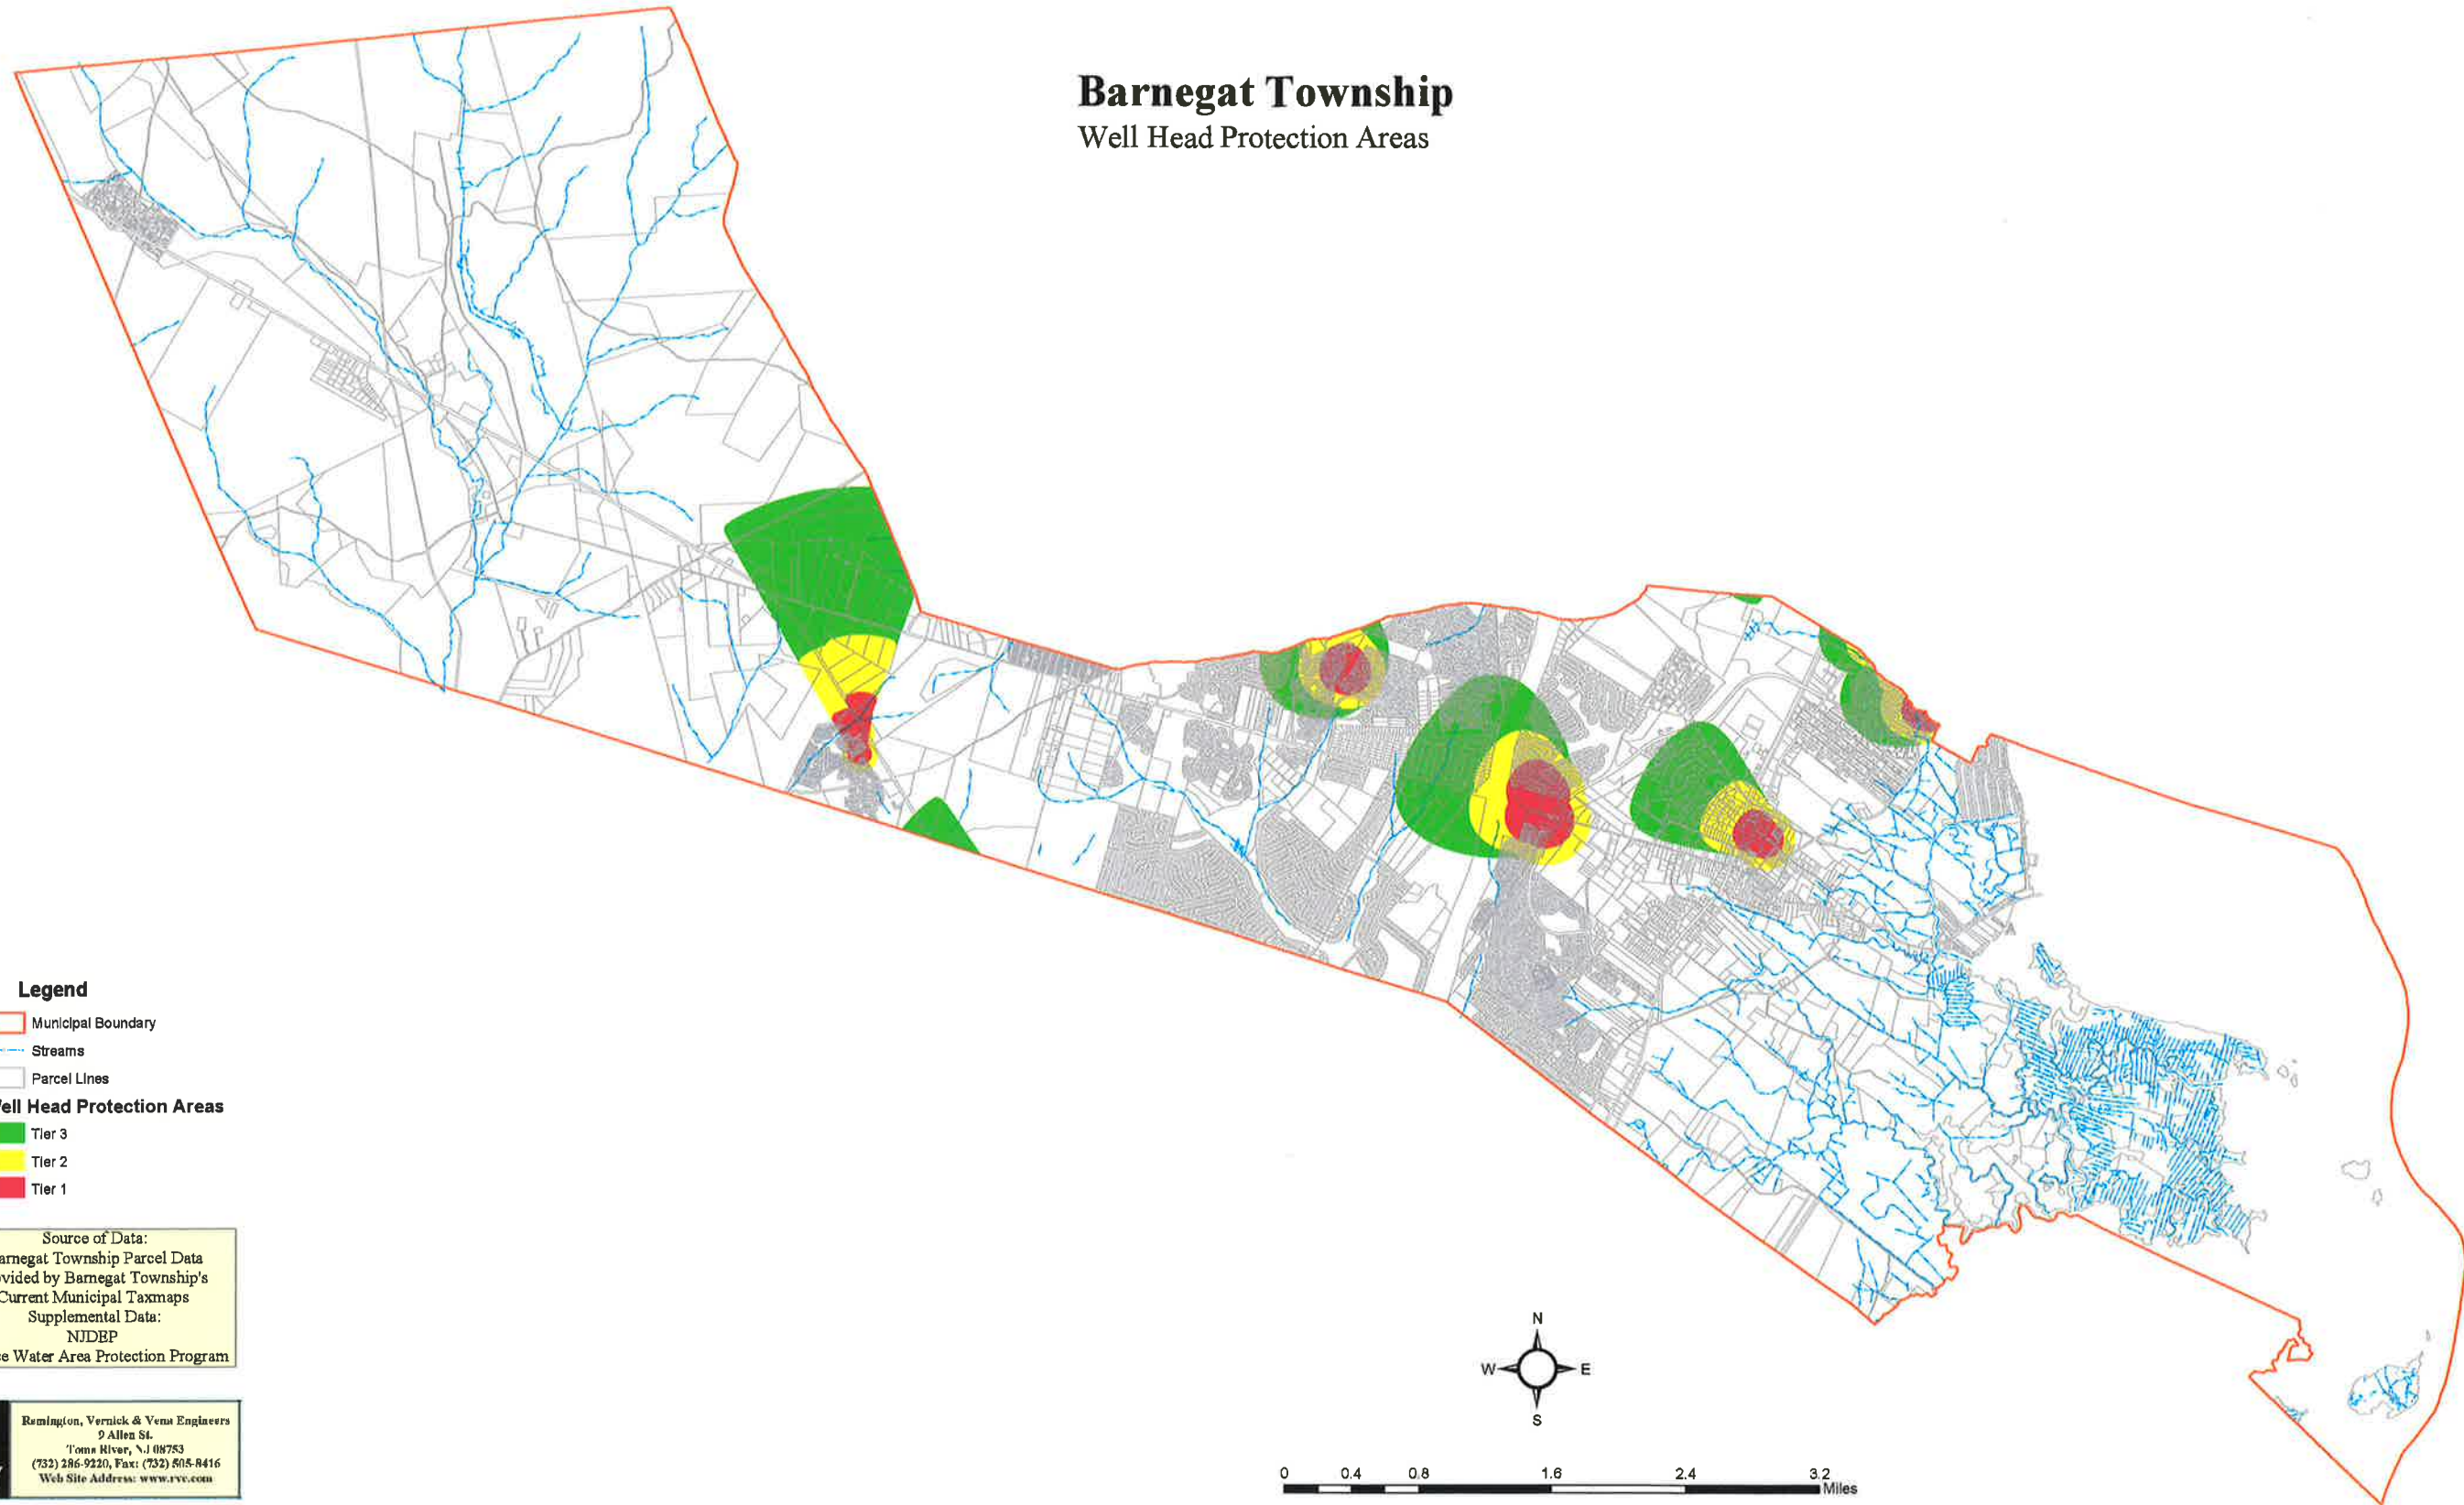 Barnegat Township
Well Head Protection Areas
Legend
Municipal Boundary
Streams
Parcel Lines
ell Head Protection Areas
Tier 3
Tier 2
Tier 1
Source of Data:
arnegat Township Parcel Data
vided by Barnegat Township's
Current Municipal Taxmaps
Supplemental Data:
NJDEP
e Water Area Protection Program
Remington, Vernick & Vena Engineers
9 Allen St.
Toms River, NJ 08753
(732) 286-9220, Fax: (732) 505-8416
Web Site Address: www.rve.com
N
W E
S
0 0.4 0.8 1.6 2.4 3.2
Miles